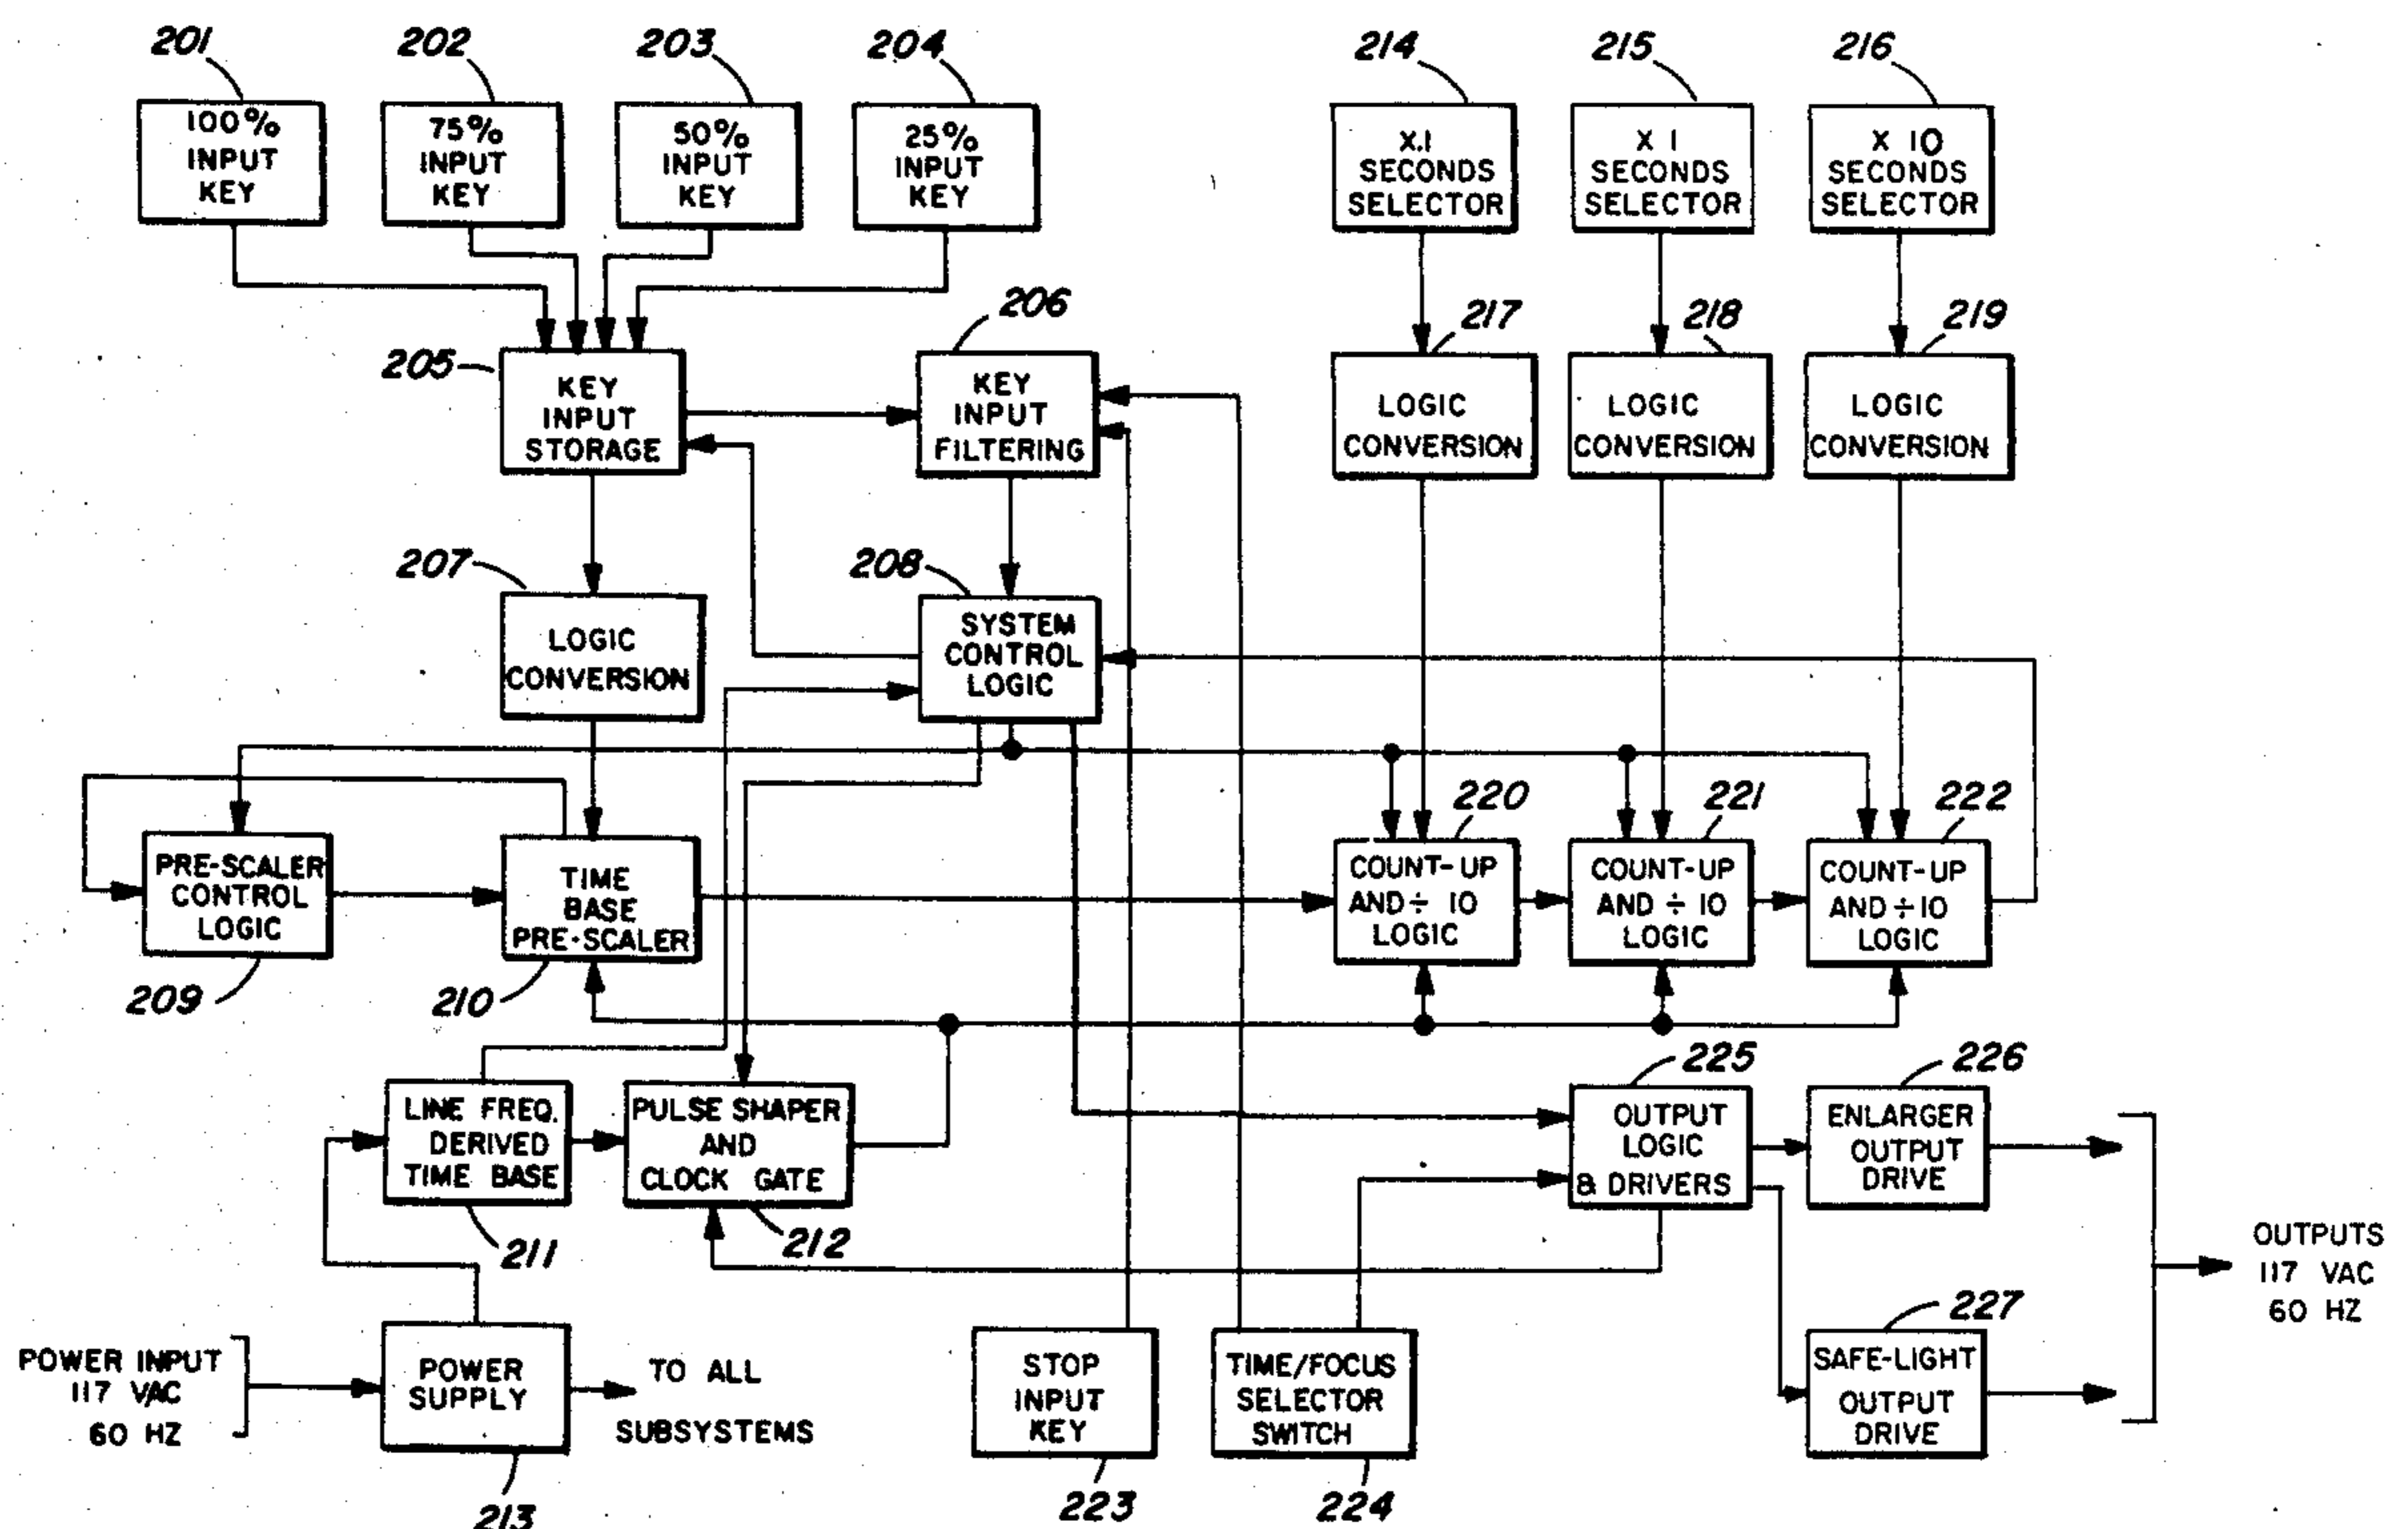 201
202
203
204
214
215
216
100%
INPUT
KEY
75%
INPUT
KEY
50%
INPUT
KEY
25%
INPUT
KEY
X.1
SECONDS
SELECTOR
X 1
SECONDS
SELECTOR
X 10
SECONDS
SELECTOR
205
206
217
218
219
KEY
INPUT
STORAGE
KEY
INPUT
FILTERING
LOGIC
CONVERSION
LOGIC
CONVERSION
LOGIC
CONVERSION
207
208
LOGIC
CONVERSION
SYSTEM
CONTROL
LOGIC
220
221
222
PRE-SCALER
CONTROL
LOGIC
TIME
BASE
PRE-SCALER
COUNT-UP
AND ÷ 10
LOGIC
COUNT-UP
AND ÷ 10
LOGIC
COUNT-UP
AND ÷ 10
LOGIC
209
210
225
226
LINE FREQ.
DERIVED
TIME BASE
PULSE SHAPER
AND
CLOCK GATE
OUTPUT
LOGIC
& DRIVERS
ENLARGER
OUTPUT
DRIVE
211
212
OUTPUTS
117 VAC
60 HZ
227
POWER INPUT
117 VAC
60 HZ
POWER
SUPPLY
TO ALL
SUBSYSTEMS
STOP
INPUT
KEY
TIME/FOCUS
SELECTOR
SWITCH
SAFE-LIGHT
OUTPUT
DRIVE
213
223
224